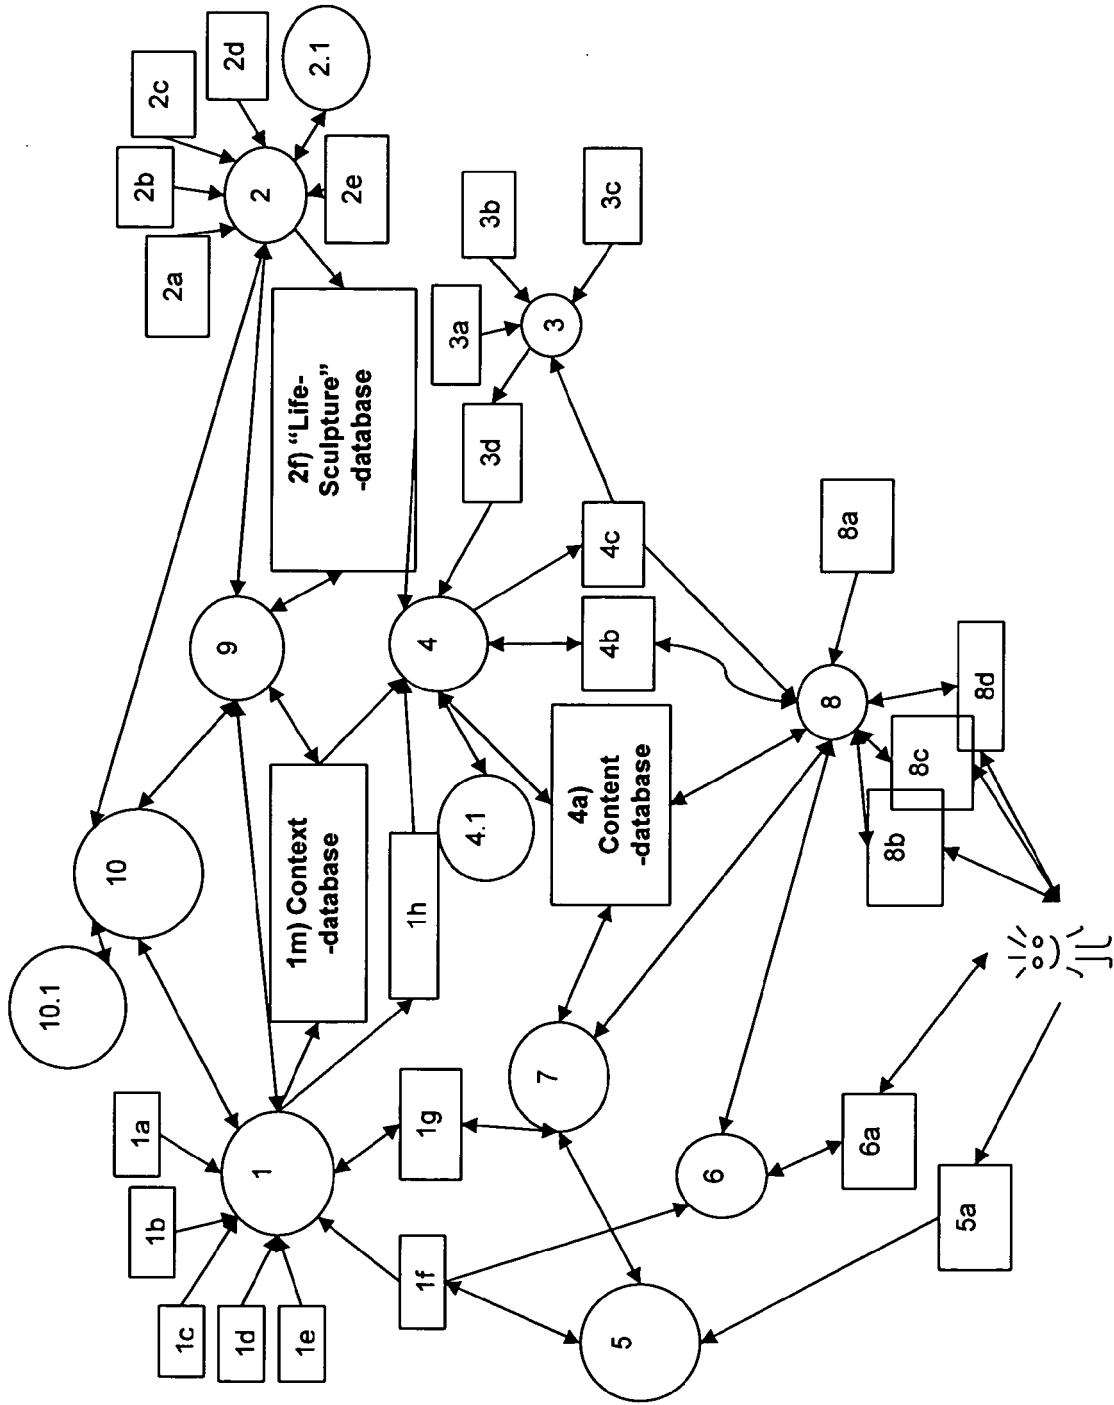 10.1
10
1a
1b
2b
2c
2a
1c
9
2d
1d
1
2
2.1
1e
1m) Context
-database
2f) “Life-
Sculpture”
-database
2e
1h
1f
1g
4
3a
4.1
3d
3b
7
3
4a)
Content
-database
4b
4c
3c
5
6
8
8a
6a
8b
8c
5a
8d